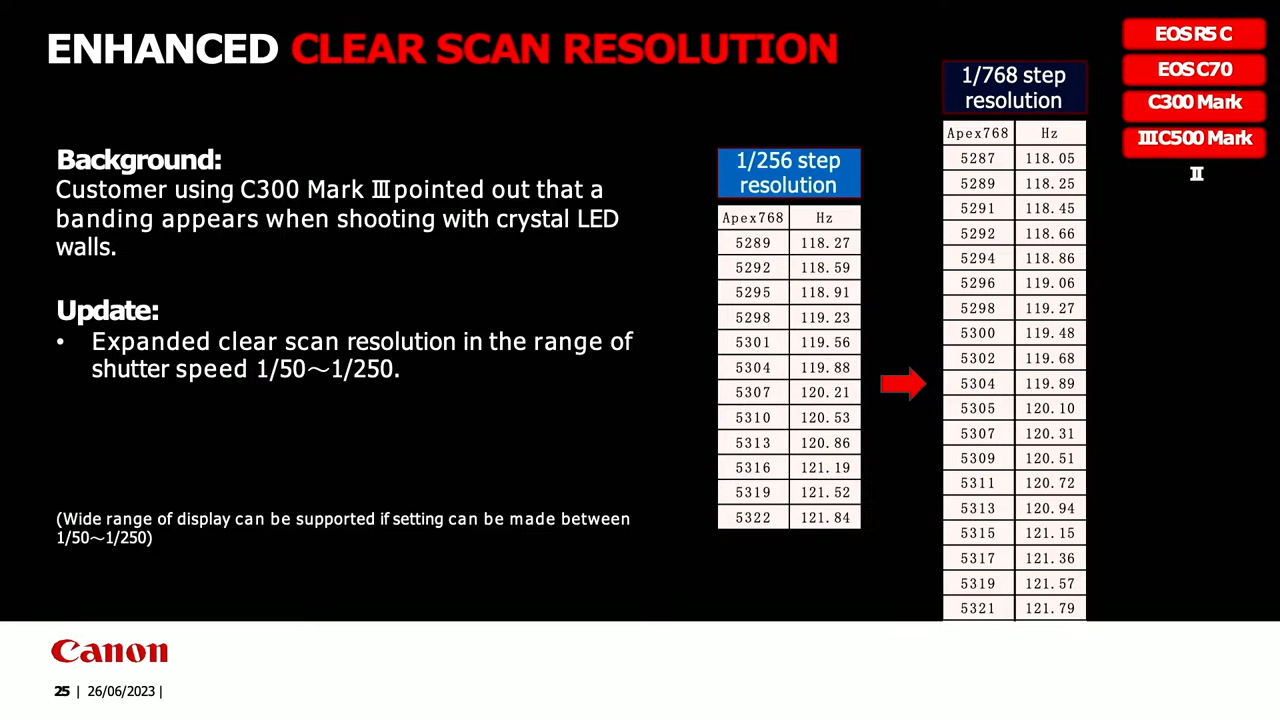 ENHANCED CLEAR SCAN RESOLUTION
Background:
Customer using C300 Mark Ⅲ pointed out that a
banding appears when shooting with crystal LED
walls.
Update:
• Expanded clear scan resolution in the range of
shutter speed 1/50～1/250.
(Wide range of display can be supported if setting can be made between
1/50～1/250)
1/256 step
resolution
Apex768 Hz
5289 118.27
5292 118.59
5295 118.91
5298 119.23
5301 119.56
5304 119.88
5307 120.21
5310 120.53
5313 120.86
5316 121.19
5319 121.52
5322 121.84
1/768 step
resolution
Apex768 Hz
5287 118.05
5289 118.25
5291 118.45
5292 118.66
5294 118.86
5296 119.06
5298 119.27
5300 119.48
5302 119.68
5304 119.89
5305 120.10
5307 120.31
5309 120.51
5311 120.72
5313 120.94
5315 121.15
5317 121.36
5319 121.57
5321 121.79
EOS R5 C
EOS C70
C300 Mark
ⅢC500 Mark
Ⅱ
Canon
25 | 26/06/2023 |